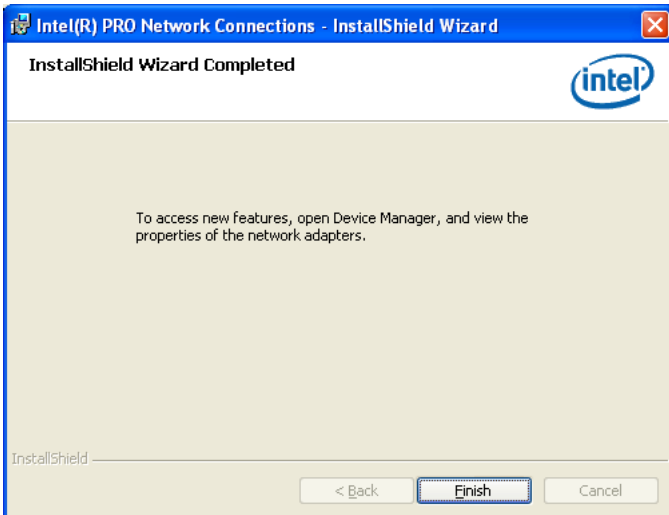 Intel(R) PRO Network Connections - InstallShield Wizard
InstallShield Wizard Completed
intel
To access new features, open Device Manager, and view the
properties of the network adapters.
InstallShield
< Back
Finish
Cancel